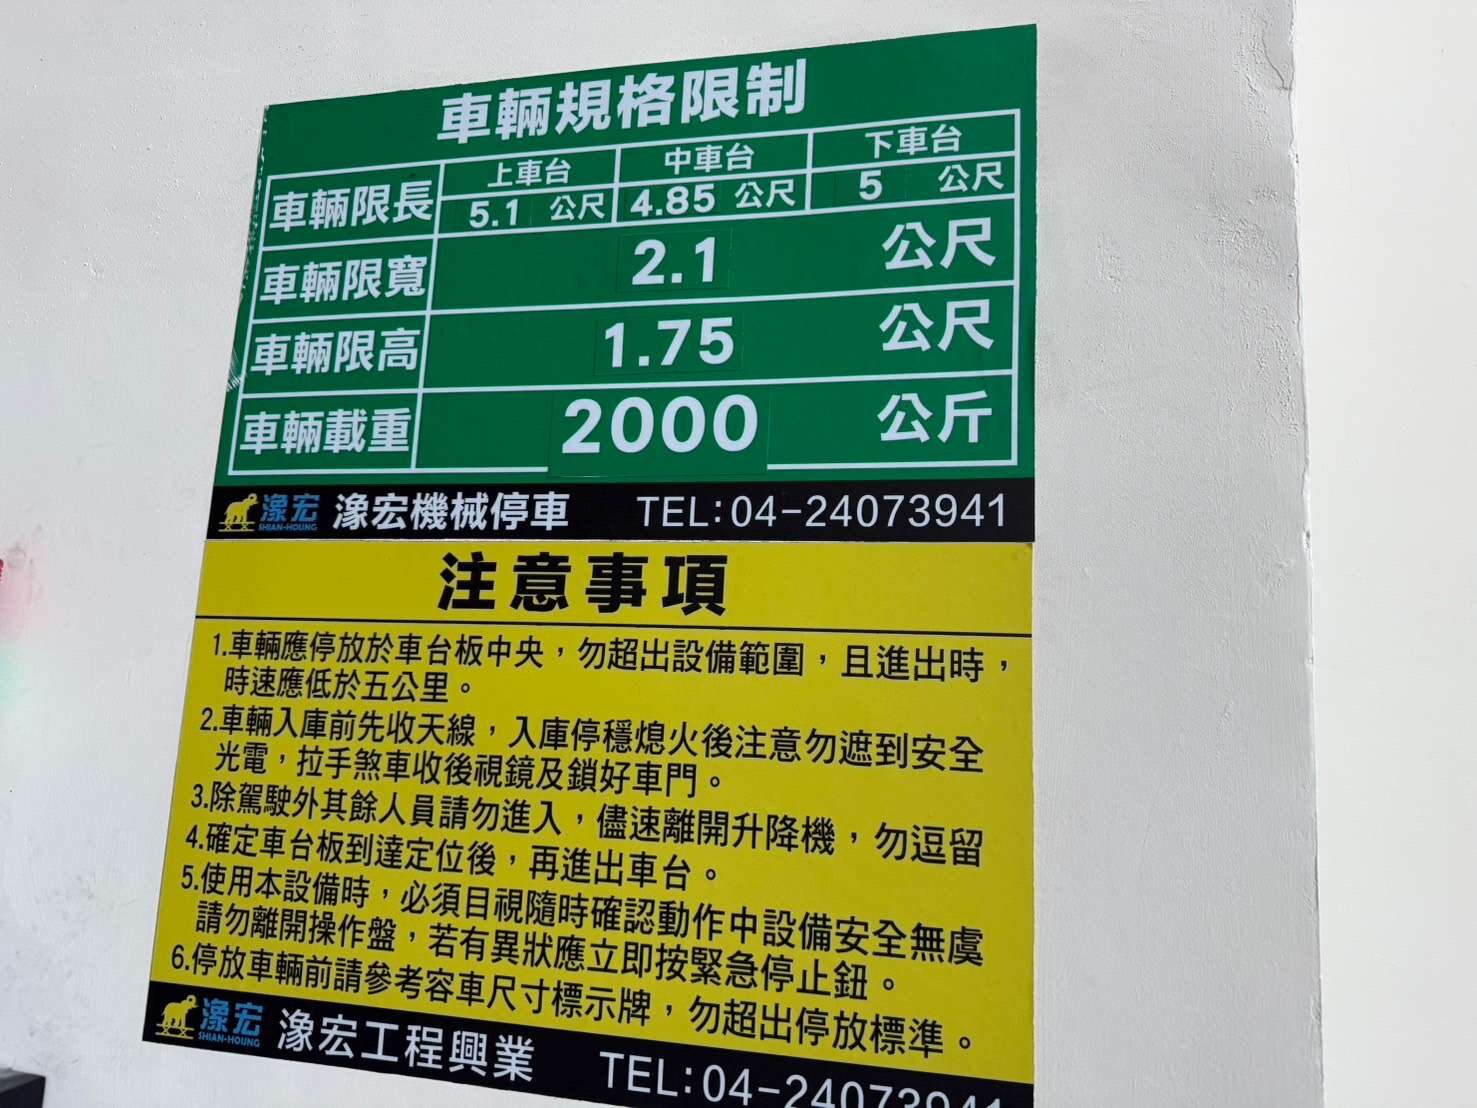 車輛規格限制
上車台 中車台 下車台
車輛限長 5.1 公尺 4.85 公尺 5 公尺
車輛限寬 2.1 公尺
車輛限高 1.75 公尺
車輛載重 2000 公斤
澯宏 SHIAN-HOUNG 澯宏機械停車 TEL:04-24073941
注意事項
1.車輛應停放於車台板中央，勿超出設備範圍，且進出時，
時速應低於五公里。
2.車輛入庫前先收天線，入庫停穩熄火後注意勿遮到安全
光電，拉手煞車收後視鏡及鎖好車門。
3.除駕駛外其餘人員請勿進入，儘速離開升降機，勿逗留
4.確定車台板到達定位後，再進出車台。
5.使用本設備時，必須目視隨時確認動作中設備安全無虞
請勿離開操作盤，若有異狀應立即按緊急停止鈕。
6.停放車輛前請參考容車尺寸標示牌，勿超出停放標準。
澯宏 SHIAN-HOUNG 澯宏工程興業 TEL:04-24073941